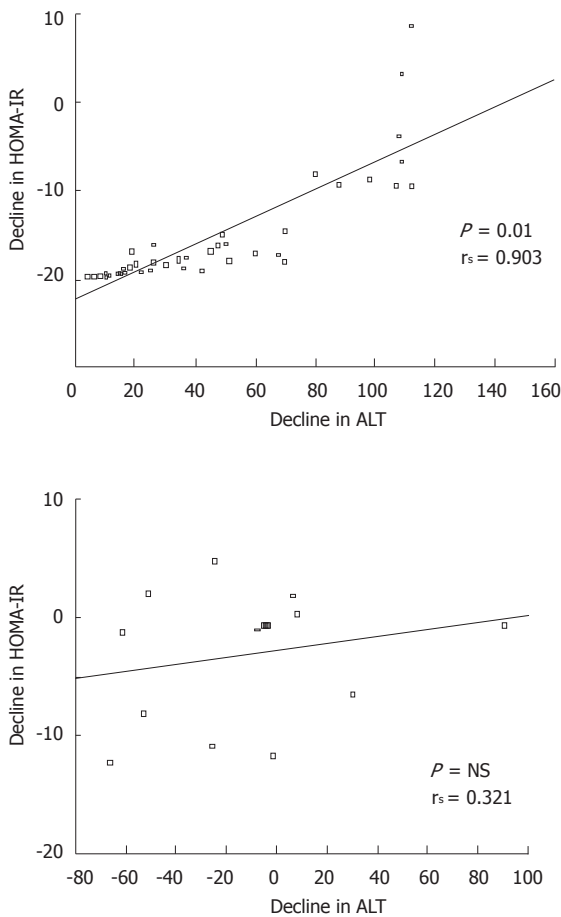 10
0
-10
-20
Decline in HOMA-IR
P = 0.01
rs = 0.903
0 20 40 60 80 100 120 140 160
Decline in ALT
10
0
-10
-20
Decline in HOMA-IR
P = NS
rs = 0.321
-80 -60 -40 -20 0 20 40 60 80 100
Decline in ALT